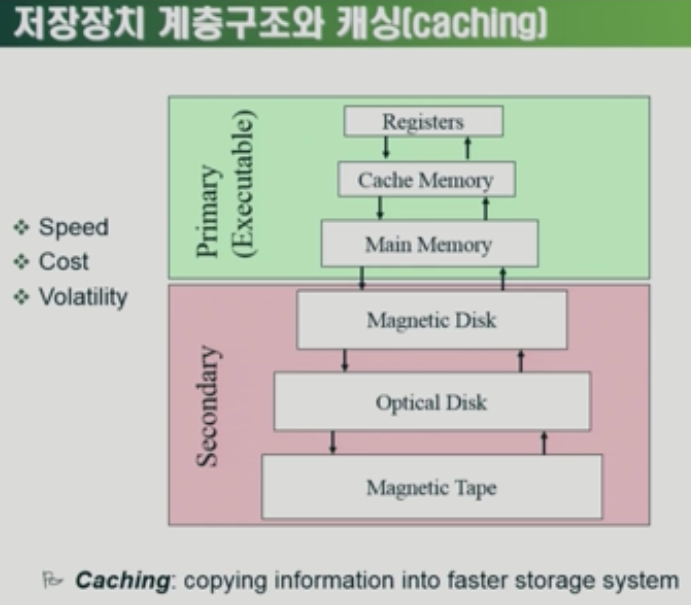 저장장치 계층구조와 캐싱(caching)
Primary
(Executable)
Registers
Cache Memory
Main Memory
Speed
Cost
Volatility
Secondary
Magnetic Disk
Optical Disk
Magnetic Tape
Caching: copying information into faster storage system